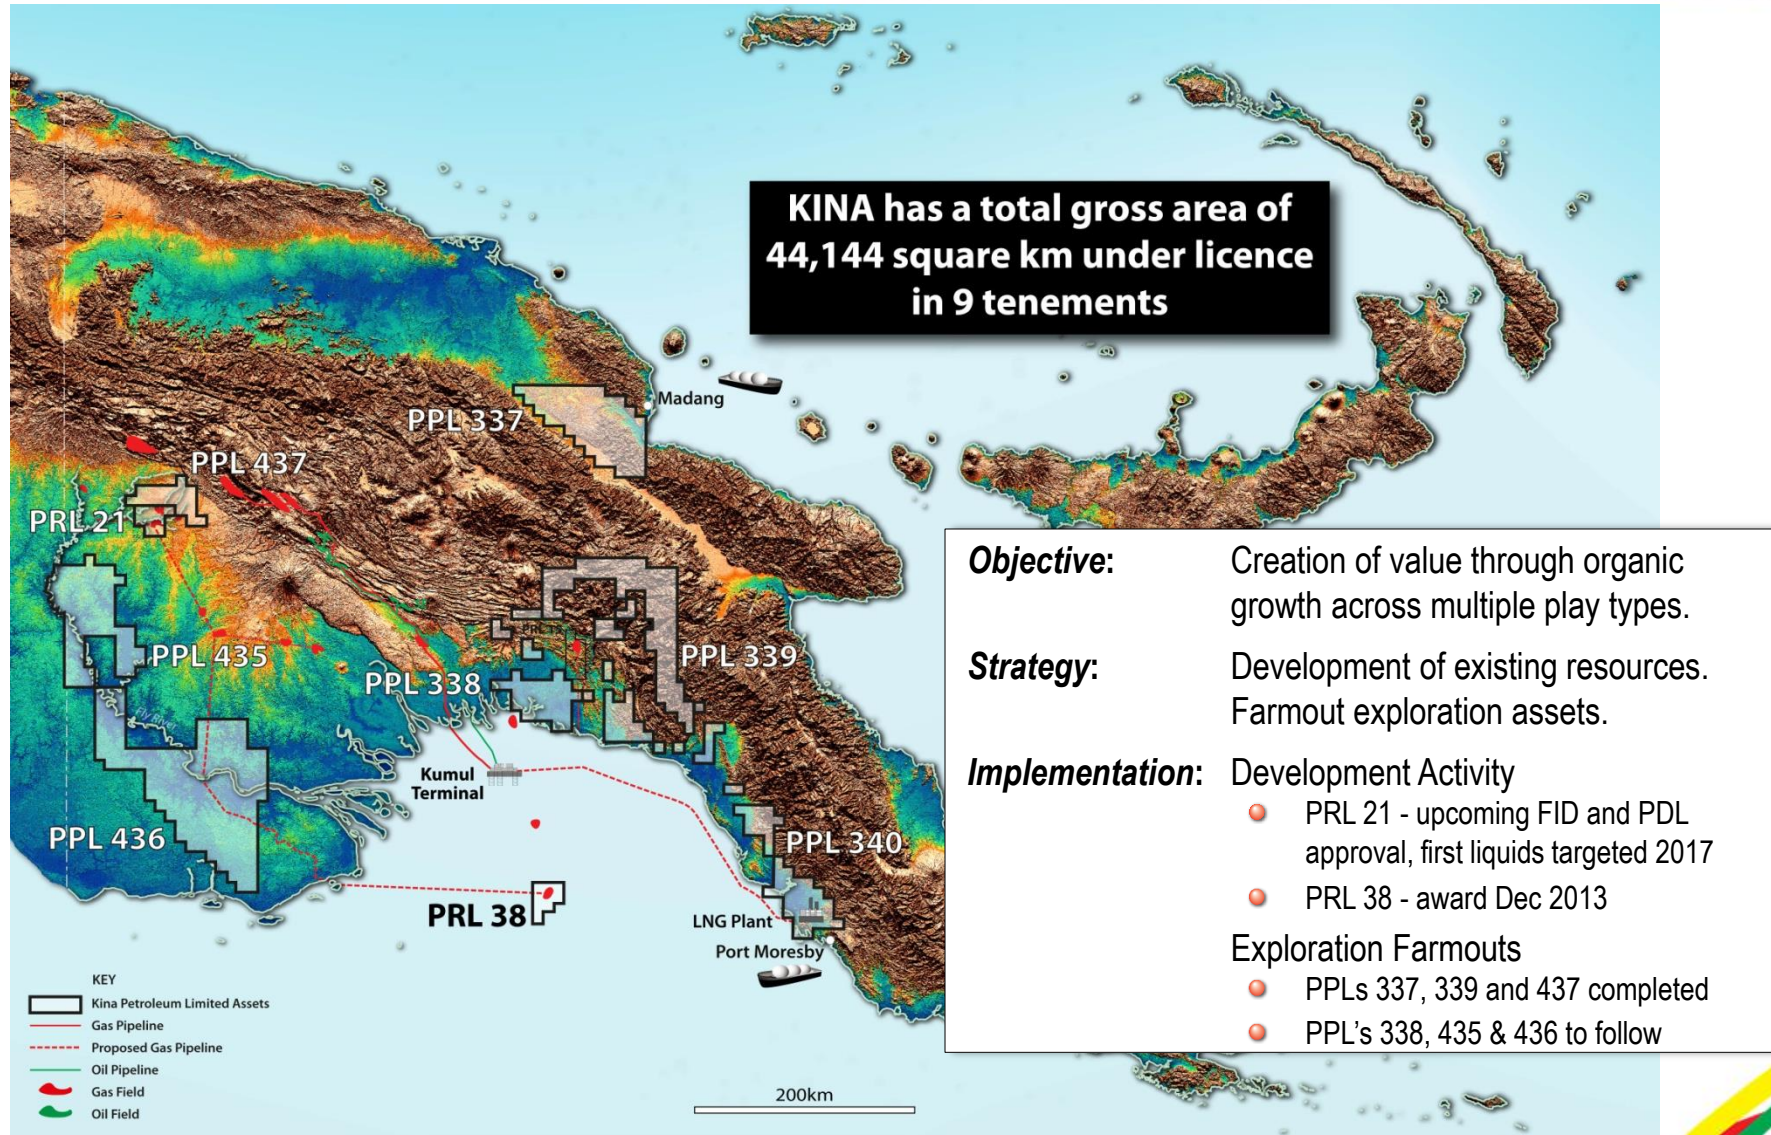 KINA has a total gross area of
44,144 square km under licence
in 9 tenements
Madang
PPL 337
PPL 437
PRL 21
PPL 435
PPL 339
PPL 338
Fly River
Kumul
Terminal
PPL 436
PPL 340
PRL 38
LNG Plant
Port Moresby
KEY
Kina Petroleum Limited Assets
Gas Pipeline
Proposed Gas Pipeline
Oil Pipeline
Gas Field
Oil Field
200km
Objective: Creation of value through organic
growth across multiple play types.
Strategy: Development of existing resources.
Farmout exploration assets.
Implementation: Development Activity
PRL 21 - upcoming FID and PDL
approval, first liquids targeted 2017
PRL 38 - award Dec 2013
Exploration Farmouts
PPLs 337, 339 and 437 completed
PPL's 338, 435 & 436 to follow